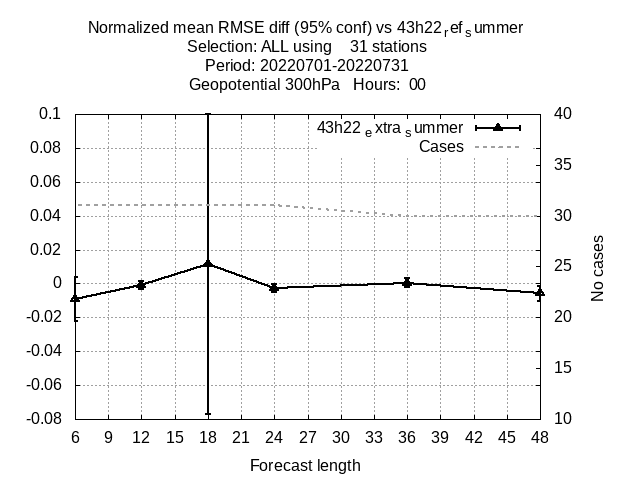 Normalized mean RMSE diff (95% conf) vs 43h22refsummer
Selection: ALL using 31 stations
Period: 20220701-20220731
Geopotential 300hPa Hours: 00
43h22extrasummer
Cases
0.1
0.08
0.06
0.04
0.02
0
-0.02
-0.04
-0.06
-0.08
40
35
30
25
20
15
10
No cases
6 9 12 15 18 21 24 27 30 33 36 39 42 45 48
Forecast length